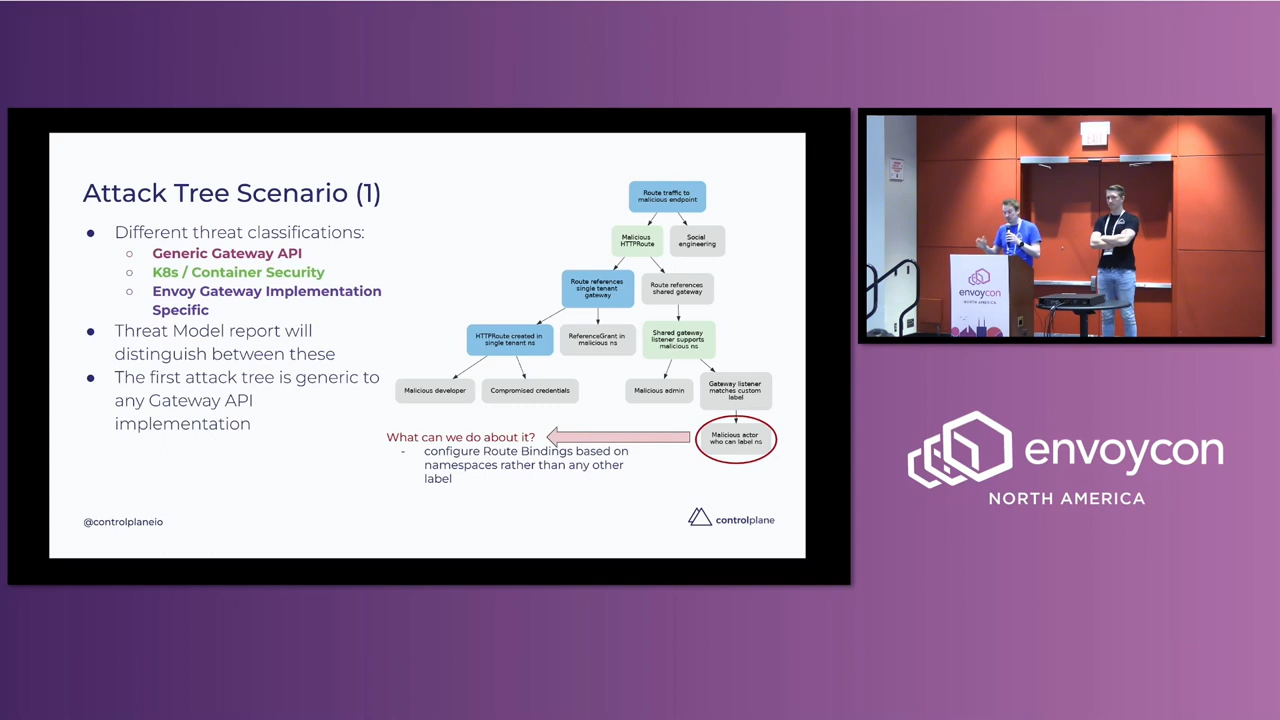 Attack Tree Scenario (1)
● Different threat classifications:
○ Generic Gateway API
○ K8s / Container Security
○ Envoy Gateway Implementation
Specific
● Threat Model report will
distinguish between these
● The first attack tree is generic to
any Gateway API
implementation
Route traffic to
malicious endpoint
Malicious
HTTPRoute
Social
engineering
Route references
single tenant
gateway
Route references
shared gateway
HTTPRoute created in
single tenant ns
ReferenceGrant in
malicious ns
Shared gateway
listener supports
malicious ns
Malicious developer
Compromised credentials
Malicious admin
Gateway listener
matches custom
label
Malicious actor
who can label ns
What can we do about it?
- configure Route Bindings based on
namespaces rather than any other
label
@controlplaneio
controlplane
EXIT
envoycon
NORTH AMERICA
envoycon
NORTH AMERICA